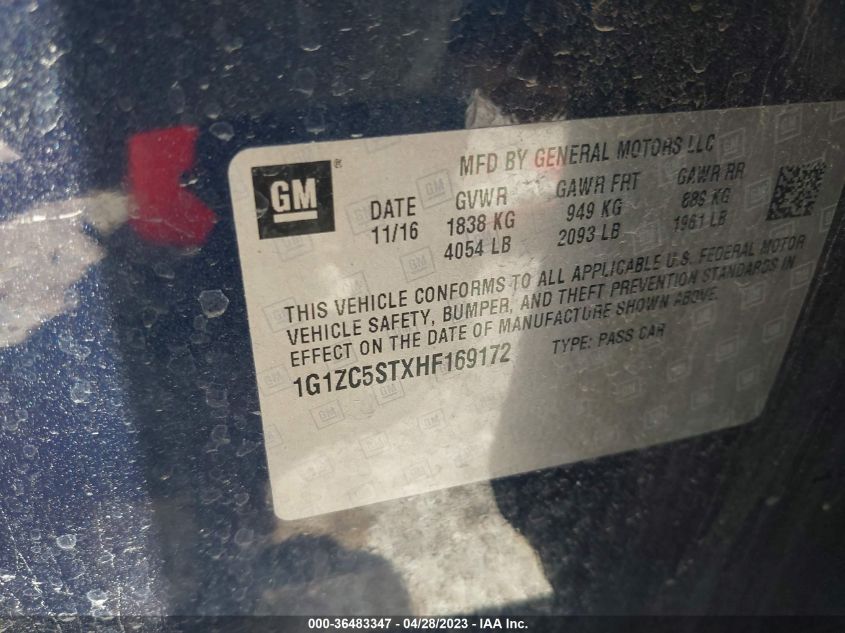 GM
®
MFD BY GENERAL MOTORS LLC
DATE GVWR GAWR FRT GAWR RR
11/16 1838 KG 949 KG 889 KG
4054 LB 2093 LB 1961 LB
THIS VEHICLE CONFORMS TO ALL APPLICABLE U.S. FEDERAL MOTOR
VEHICLE SAFETY, BUMPER, AND THEFT PREVENTION STANDARDS IN
EFFECT ON THE DATE OF MANUFACTURE SHOWN ABOVE.
1G1ZC5STXHF169172 TYPE: PASS CAR
000-36483347 - 04/28/2023 - IAA Inc.